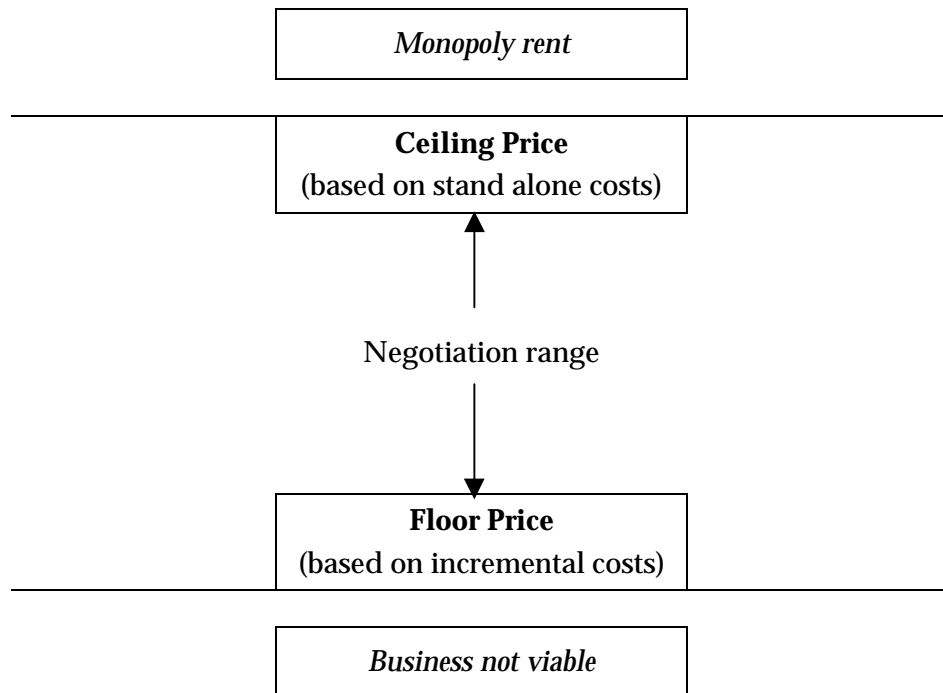 Monopoly rent
Ceiling Price
(based on stand alone costs)
Negotiation range
Floor Price
(based on incremental costs)
Business not viable